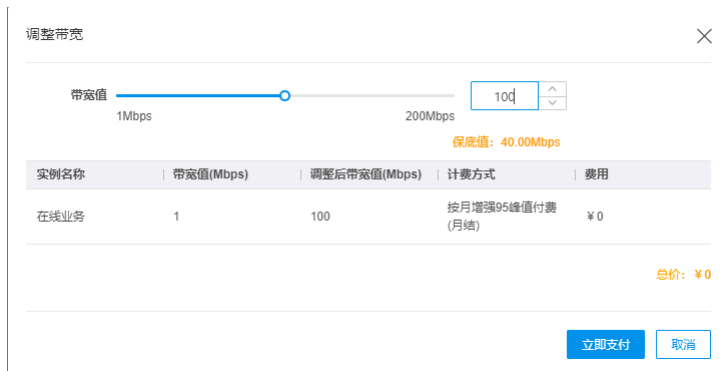 调整带宽
带宽值
100
1Mbps 200Mbps
保底值：40.00Mbps
实例名称 带宽值(Mbps) 调整后带宽值(Mbps) 计费方式 费用
在线业务 1 100 按月增强95峰值付费 ¥0
(月结)
总价：¥0
立即支付 取消